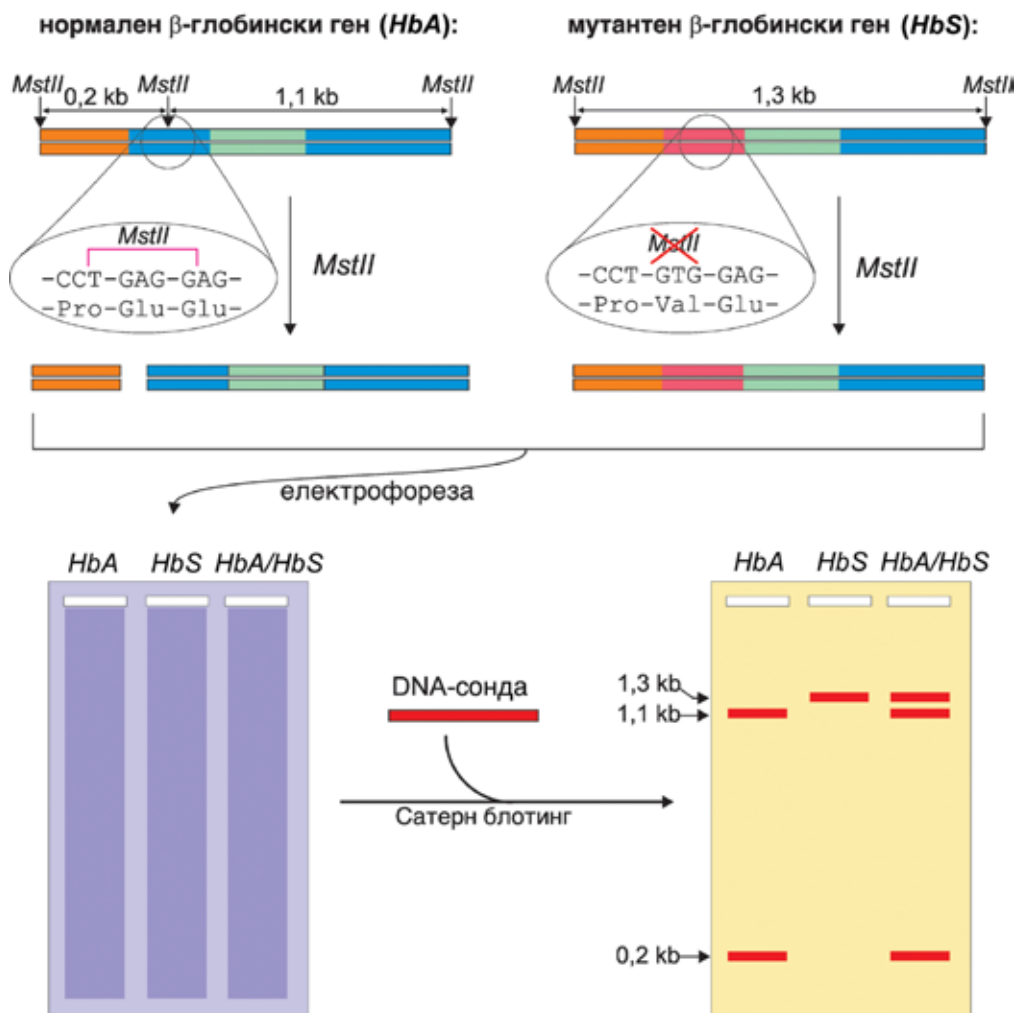 нормален β-глобински ген (HbA):
мутантен β-глобински ген (HbS):
MstII
0,2 kb
MstII
1,1 kb
MstII
MstII
1,3 kb
MstII
MstII
-CCT-GAG-GAG-
-Pro-Glu-Glu-
MstII
MstII
-CCT-GTG-GAG-
-Pro-Val-Glu-
MstII
електрофореза
HbA HbS HbA/HbS
HbA HbS HbA/HbS
DNA-сонда
Сатерн блотинг
1,3 kb
1,1 kb
0,2 kb